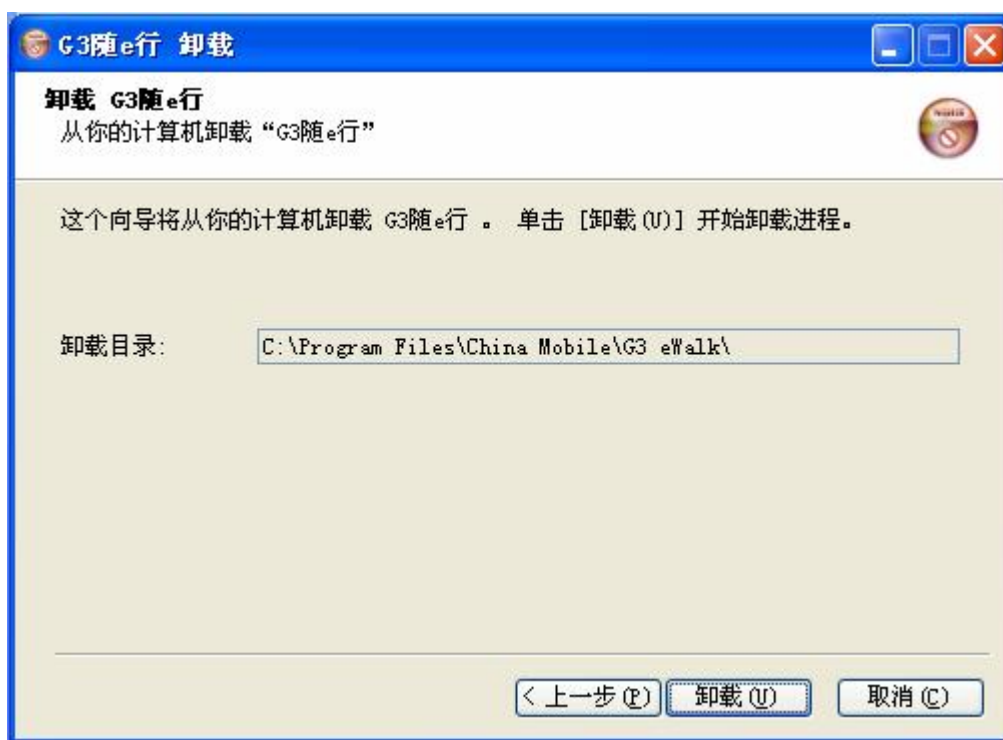 G3随e行 卸载
卸载 G3随e行
从你的计算机卸载“G3随e行”
这个向导将从你的计算机卸载 G3随e行 。 单击 [卸载(U)] 开始卸载进程。
卸载目录: C:\Program Files\China Mobile\G3 eWalk\
< 上一步(P) 卸载(U) 取消(C)